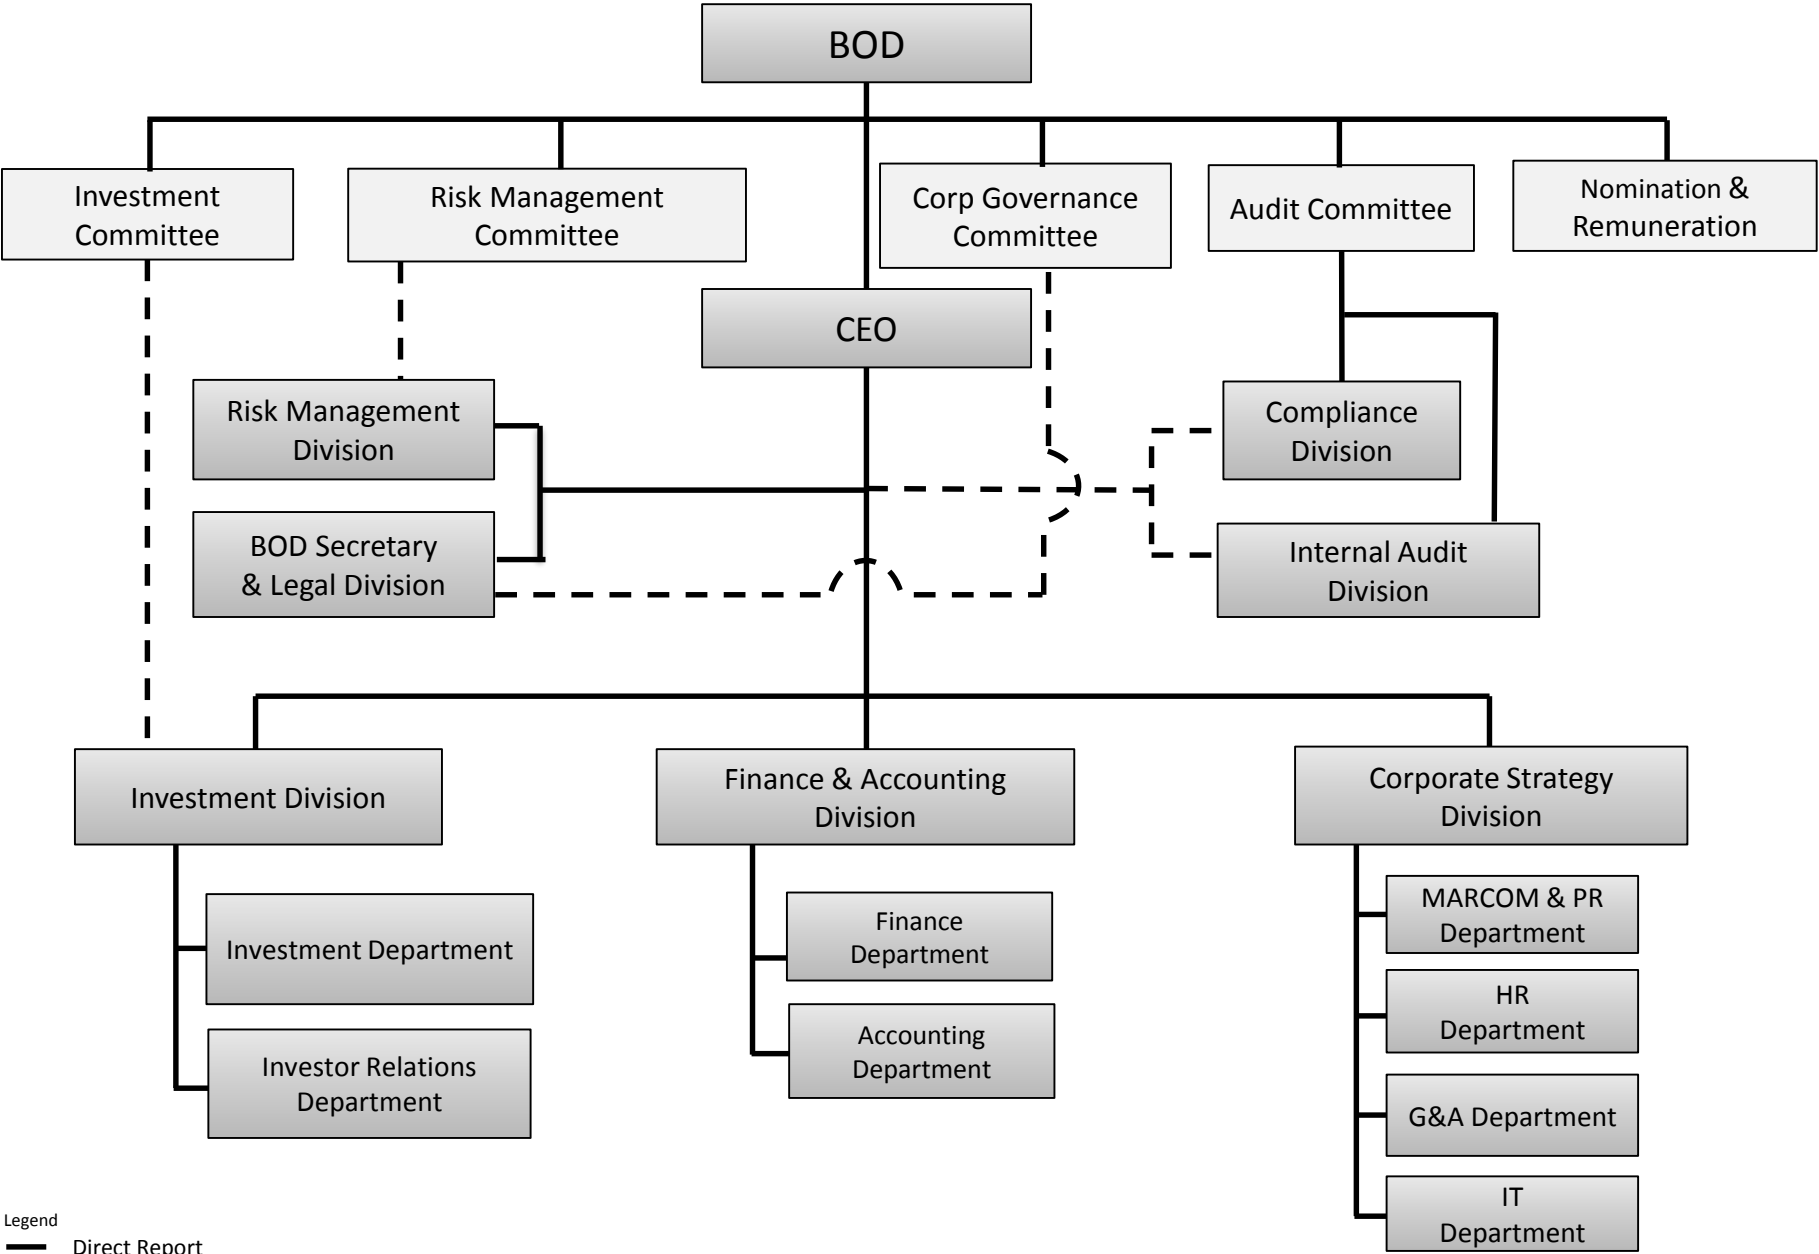 BOD
Investment
Committee
Risk Management
Committee
Corp Governance
Committee
Audit Committee
Nomination &
Remuneration
CEO
Risk Management
Division
Compliance
Division
BOD Secretary
& Legal Division
Internal Audit
Division
Investment Division
Finance & Accounting
Division
Corporate Strategy
Division
Investment Department
Investor Relations
Department
Finance
Department
Accounting
Department
MARCOM & PR
Department
HR
Department
G&A Department
IT
Department
Legend
Direct Report